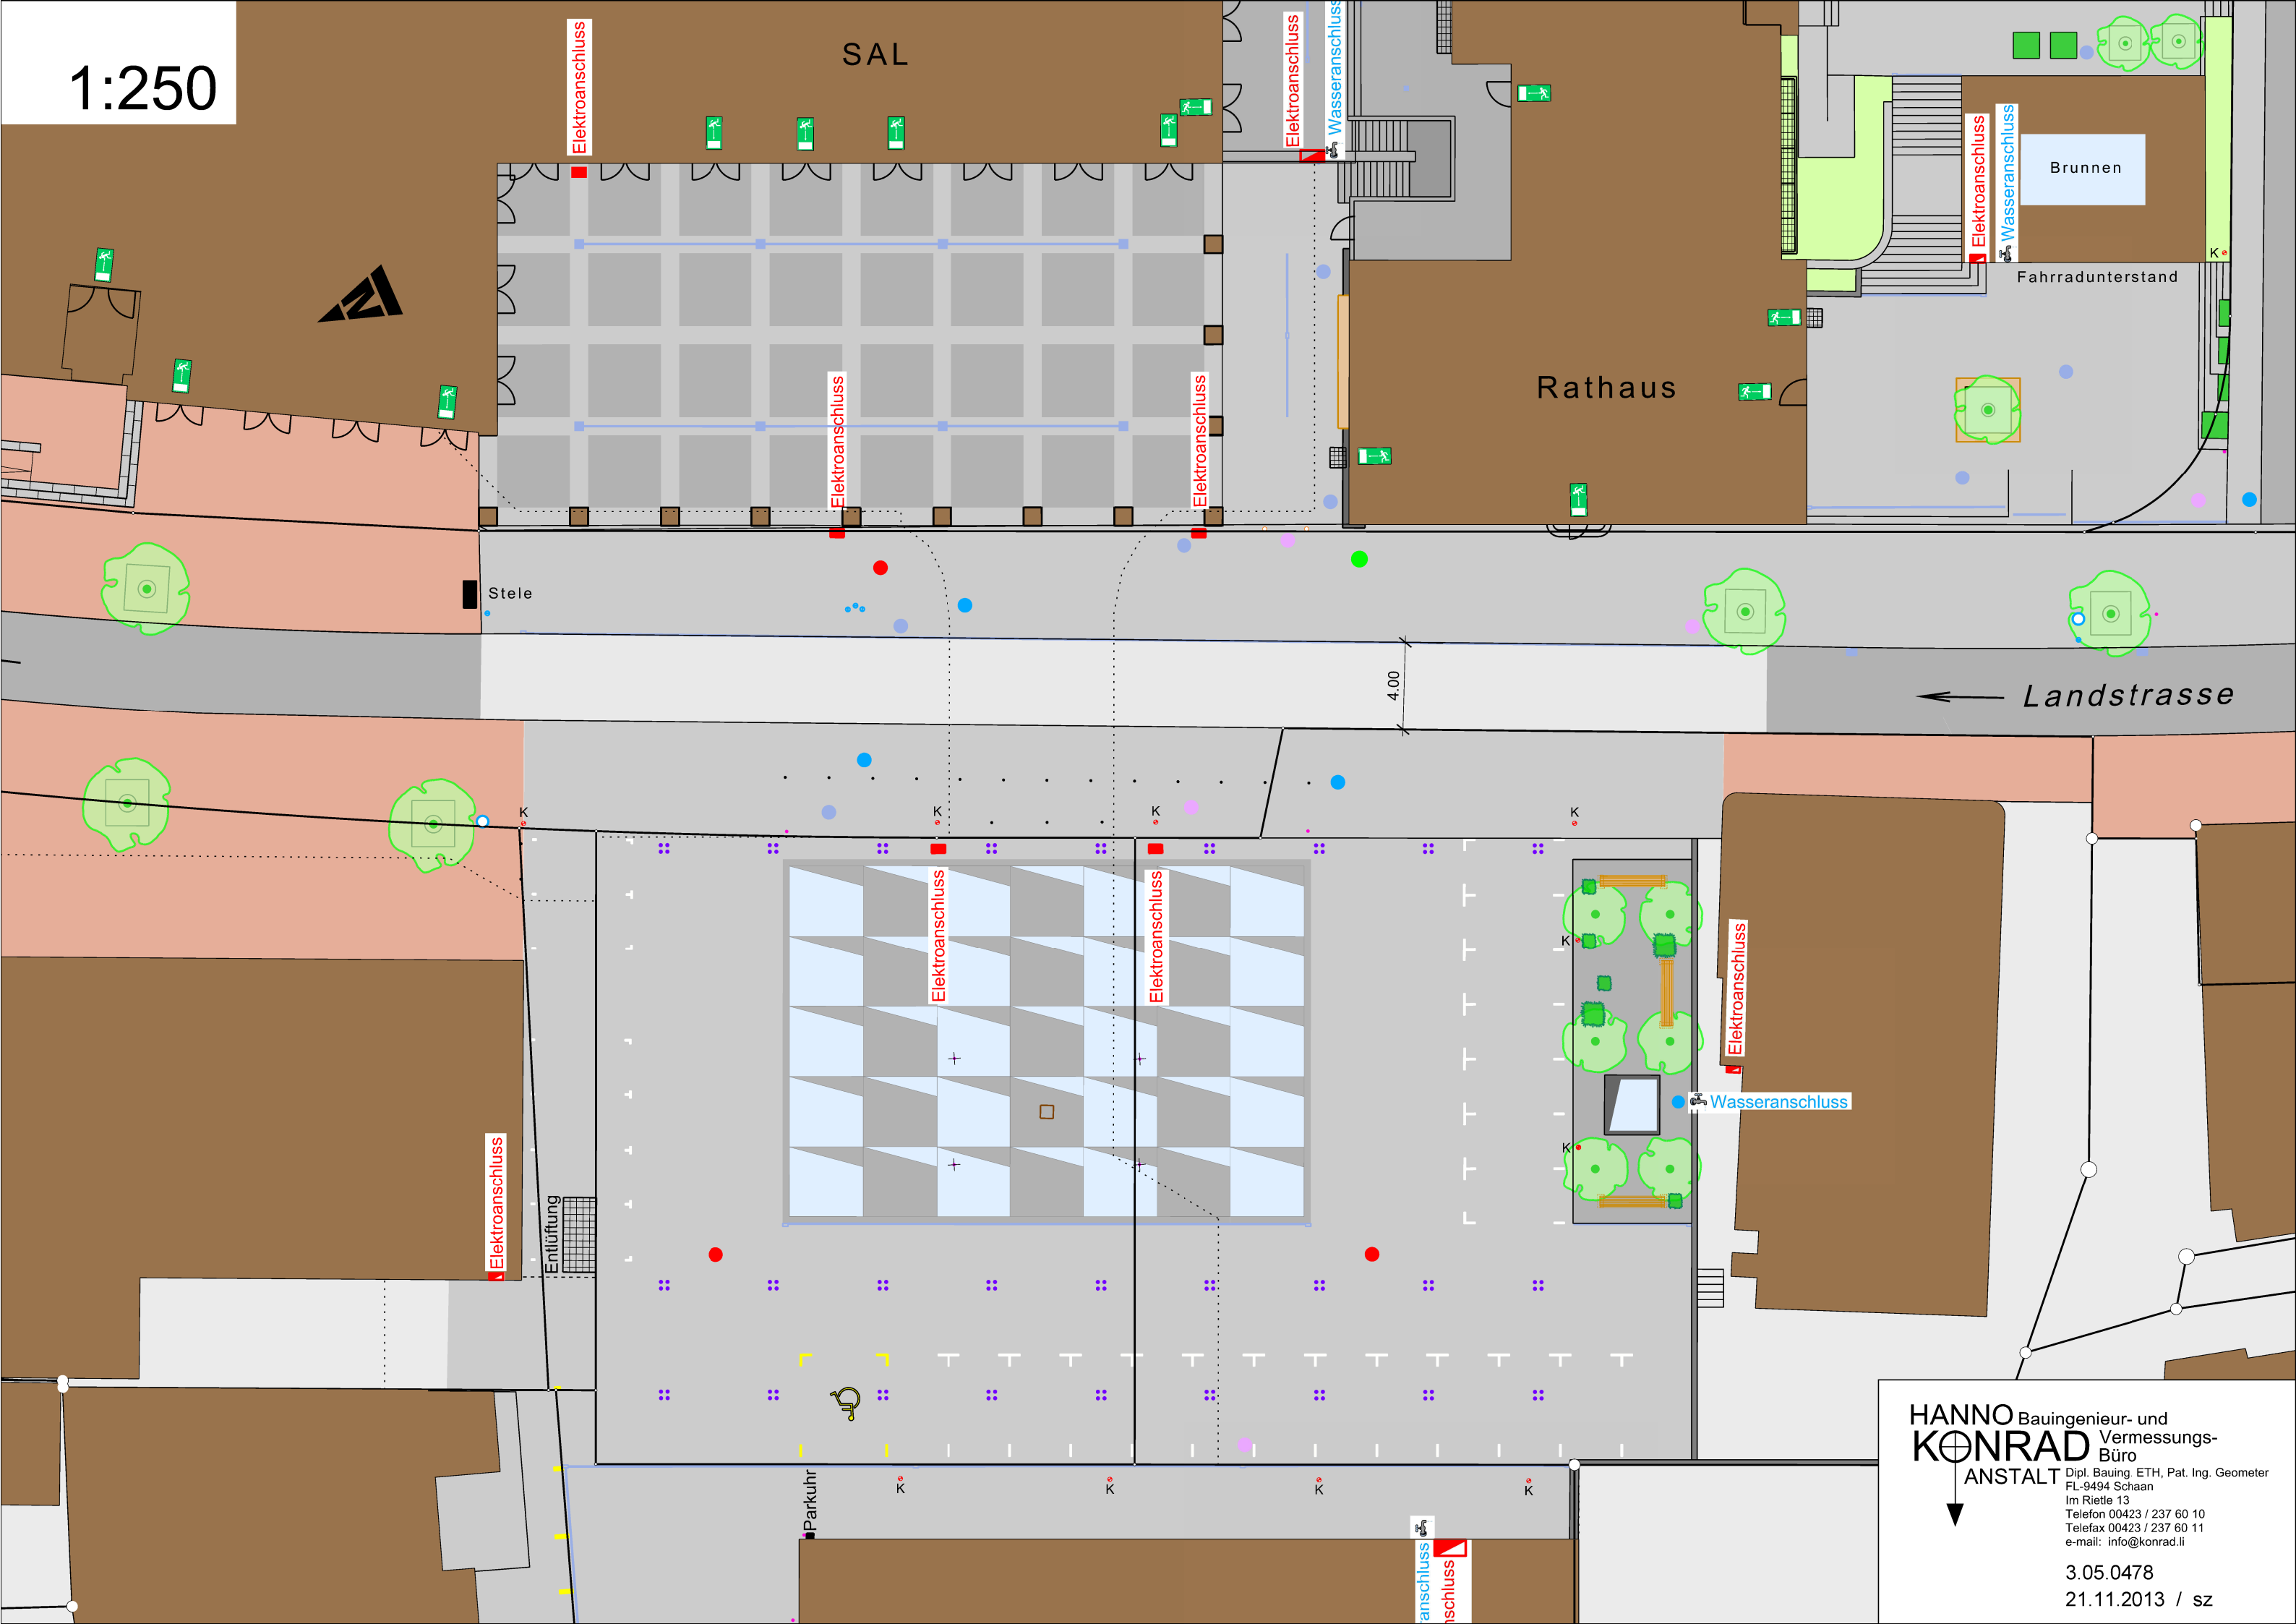 1:250
SAL
Elektroanschluss
Elektroanschluss
Wasseranschluss
Elektroanschluss
Wasseranschluss
Brunnen
K
Fahrradunterstand
N
Rathaus
Elektroanschluss
Elektroanschluss
Stele
4.00
Landstrasse
K
K
K
K
Elektroanschluss
Elektroanschluss
K
Elektroanschluss
Wasseranschluss
K
Elektroanschluss
Entlüftung
Parkuhr
K
K
K
K
anschluss
nschluss
HANNO Bauingenieur- und
KONRAD Vermessungs-
Büro
ANSTALT Dipl. Bauing. ETH, Pat. Ing. Geometer
FL-9494 Schaan
Im Rietle 13
Telefon 00423 / 237 60 10
Telefax 00423 / 237 60 11
e-mail: info@konrad.li
3.05.0478
21.11.2013 / sz